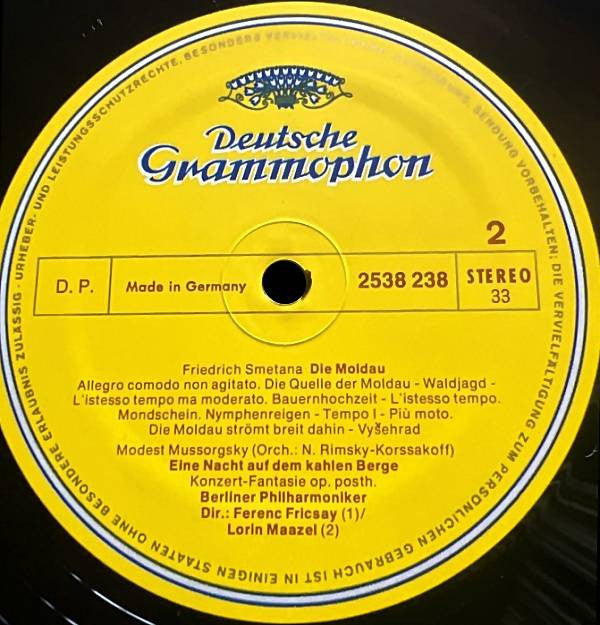 Deutsche
Grammophon
2
D. P.
Made in Germany
2538 238
STEREO
33
Friedrich Smetana Die Moldau
Allegro comodo non agitato. Die Quelle der Moldau - Waldjagd -
L'istesso tempo ma moderato. Bauernhochzeit - L'istesso tempo.
Mondschein. Nymphenreigen - Tempo I - Più moto.
Die Moldau strömt breit dahin - Vyšehrad
Modest Mussorgsky (Orch.: N. Rimsky-Korssakoff)
Eine Nacht auf dem kahlen Berge
Konzert-Fantasie op. posth.
Berliner Philharmoniker
Dir.: Ferenc Fricsay (1)/
Lorin Maazel (2)
URHEBER- UND LEISTUNGSSCHUTZRECHTE, BESONDERS SENDUNG VORBEHALTEN; DIE VERVIELFÄLTIGUNG ZUM PERSÖNLICHEN GEBRAUCH IST IN EINIGEN STAATEN OHNE BESONDERE ERLAUBNIS ZULÄSSIG ·